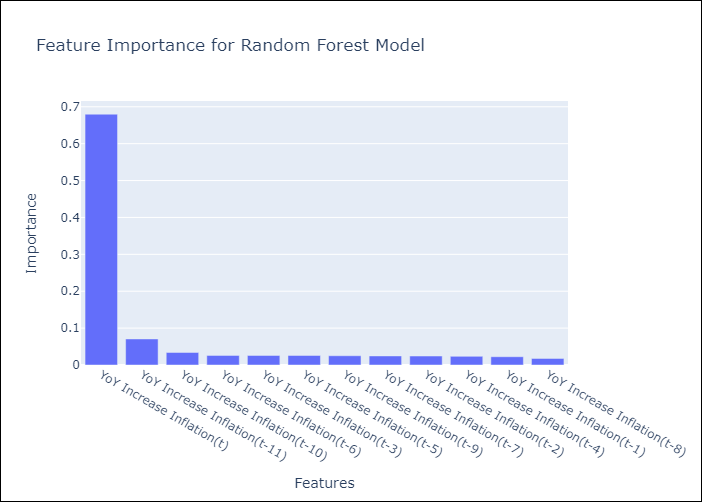 Feature Importance for Random Forest Model
0.7
0.6
0.5
0.4
0.3
0.2
0.1
0
Importance
YoY Increase Inflation(t)
YoY Increase Inflation(t-11)
YoY Increase Inflation(t-10)
YoY Increase Inflation(t-6)
YoY Increase Inflation(t-3)
YoY Increase Inflation(t-5)
YoY Increase Inflation(t-9)
YoY Increase Inflation(t-7)
YoY Increase Inflation(t-2)
YoY Increase Inflation(t-4)
YoY Increase Inflation(t-1)
YoY Increase Inflation(t-8)
Features